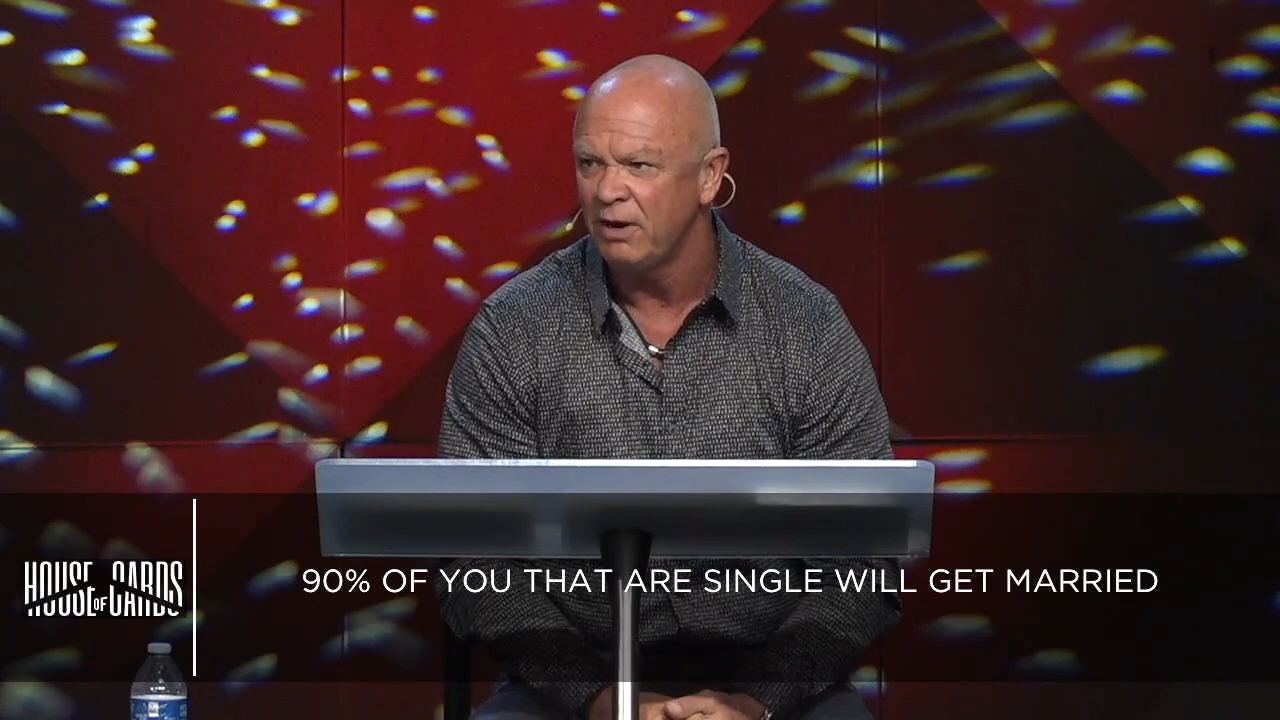 HOUSE OF CARDS
90% OF YOU THAT ARE SINGLE WILL GET MARRIED